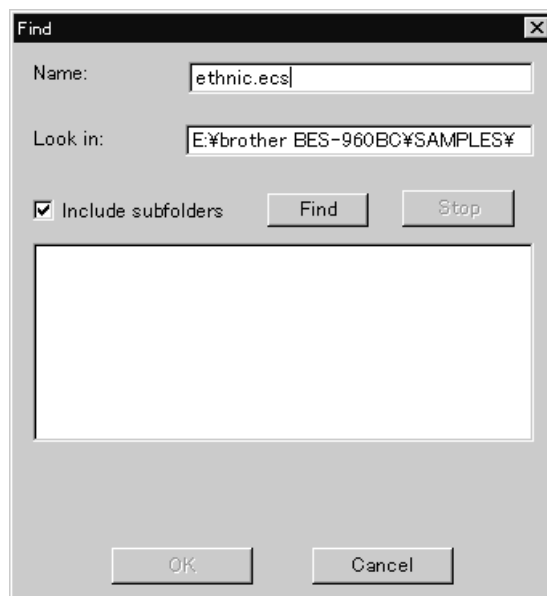 Find
Name: ethnic.ecs
Look in: E:¥brother BES-960BC¥SAMPLES¥
Include subfolders Find Stop
OK Cancel